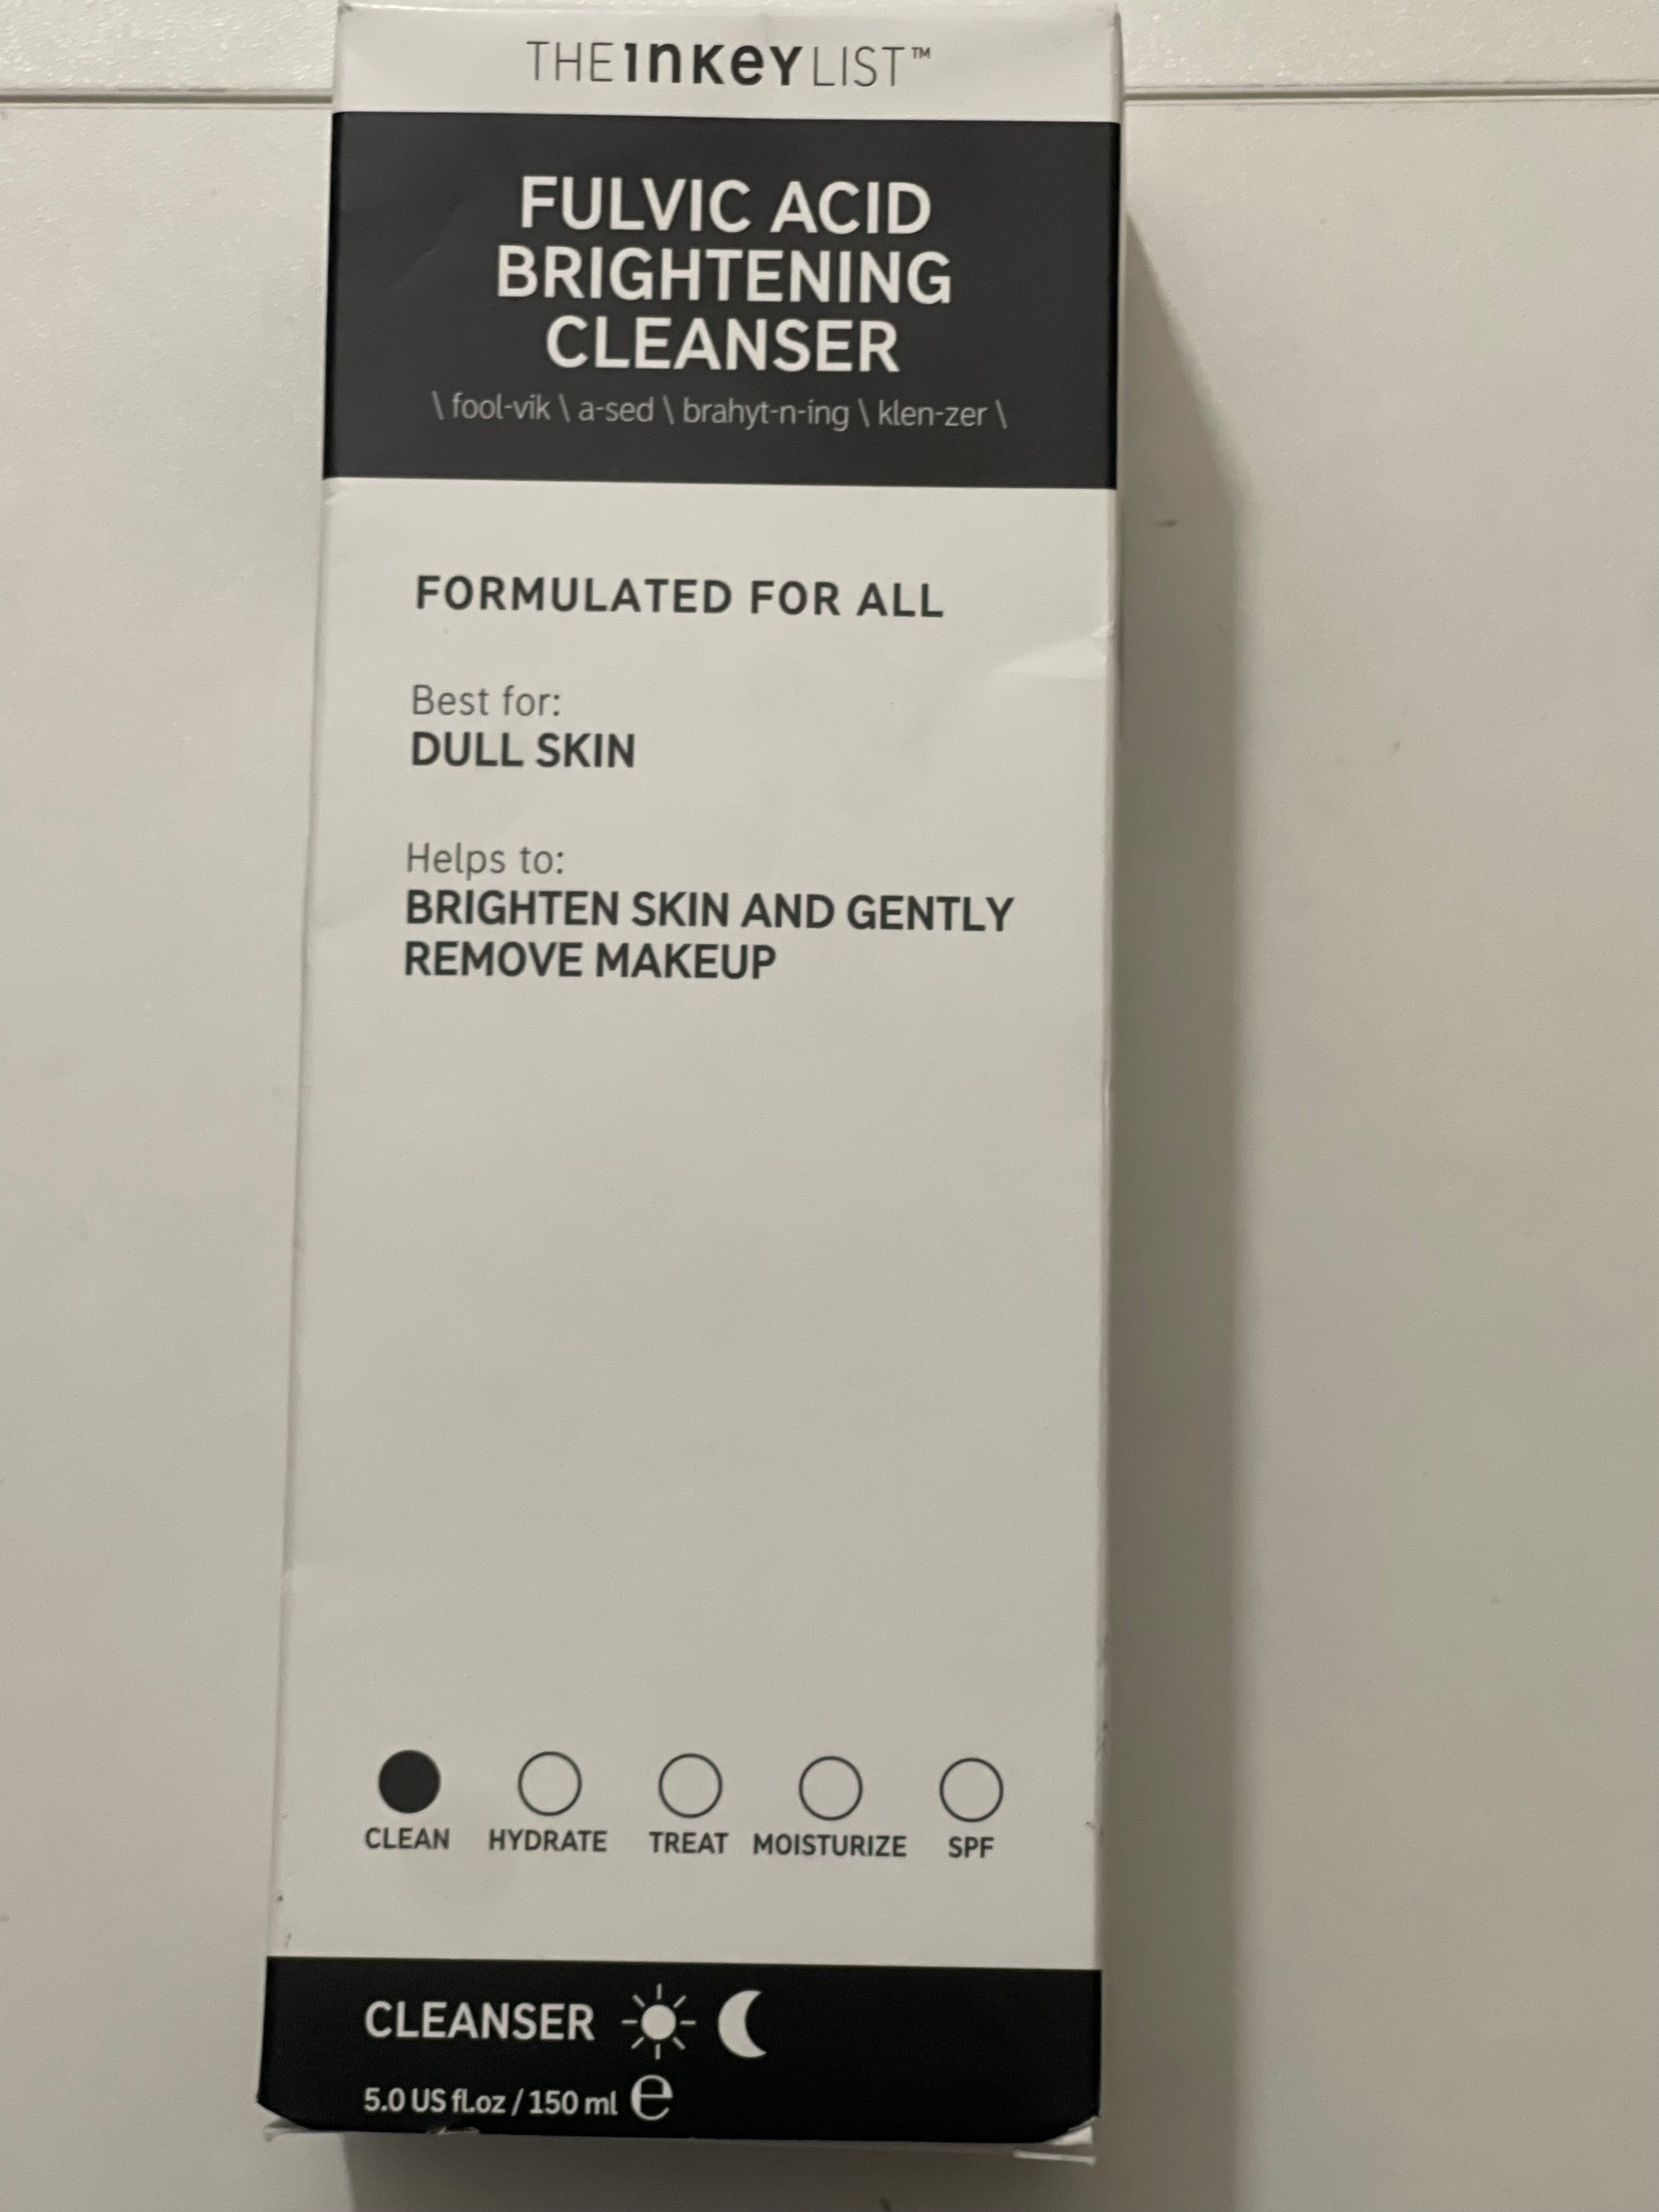 THE INKEY LIST™
FULVIC ACID
BRIGHTENING
CLEANSER
\ fool-vik \ a-sed \ brahyt-n-ing \ klen-zer \
FORMULATED FOR ALL
Best for:
DULL SKIN
Helps to:
BRIGHTEN SKIN AND GENTLY
REMOVE MAKEUP
CLEAN HYDRATE TREAT MOISTURIZE SPF
CLEANSER
5.0 US fl.oz / 150 ml ℮